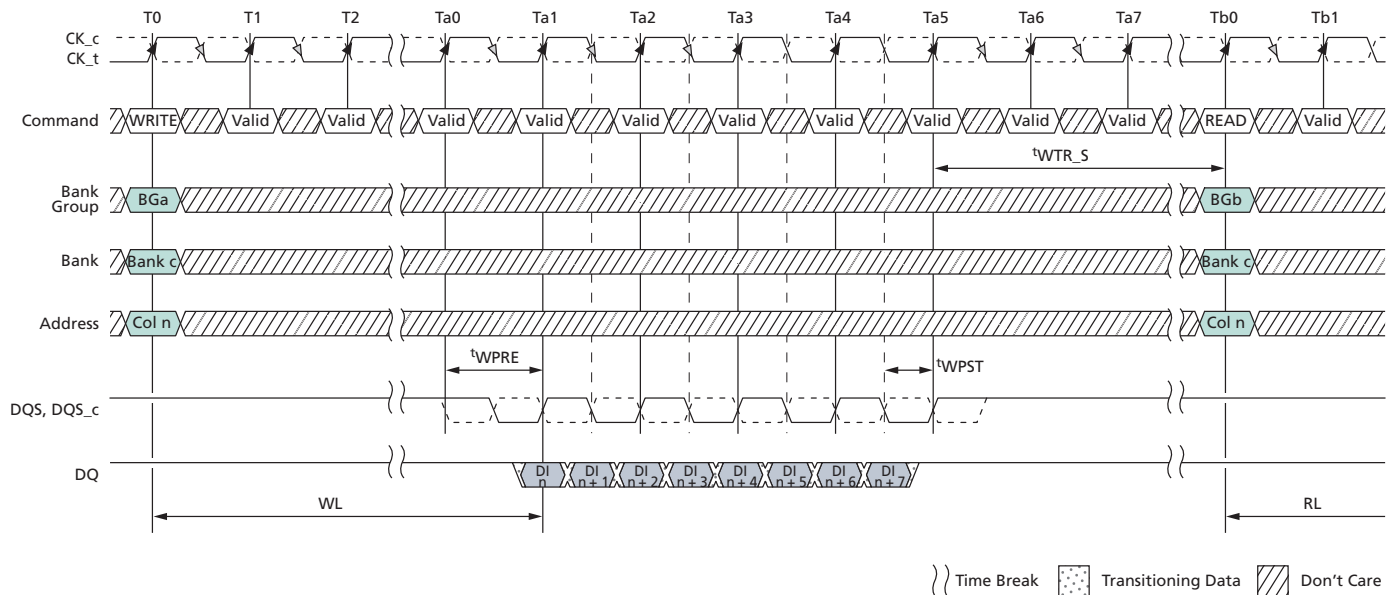 T0 T1 T2 Ta0 Ta1 Ta2 Ta3 Ta4 Ta5 Ta6 Ta7 Tb0 Tb1
CK_c
CK_t
Command WRITE Valid Valid Valid Valid Valid Valid Valid Valid Valid Valid READ Valid
tWTR_S
Bank
Group BGa BGb
Bank Bank c Bank c
Address Col n Col n
tWPRE tWPST
DQS, DQS_c
DQ DI DI DI DI DI DI DI DI
n n + 1 n + 2 n + 3 n + 4 n + 5 n + 6 n + 7
WL RL
Time Break Transitioning Data Don't Care